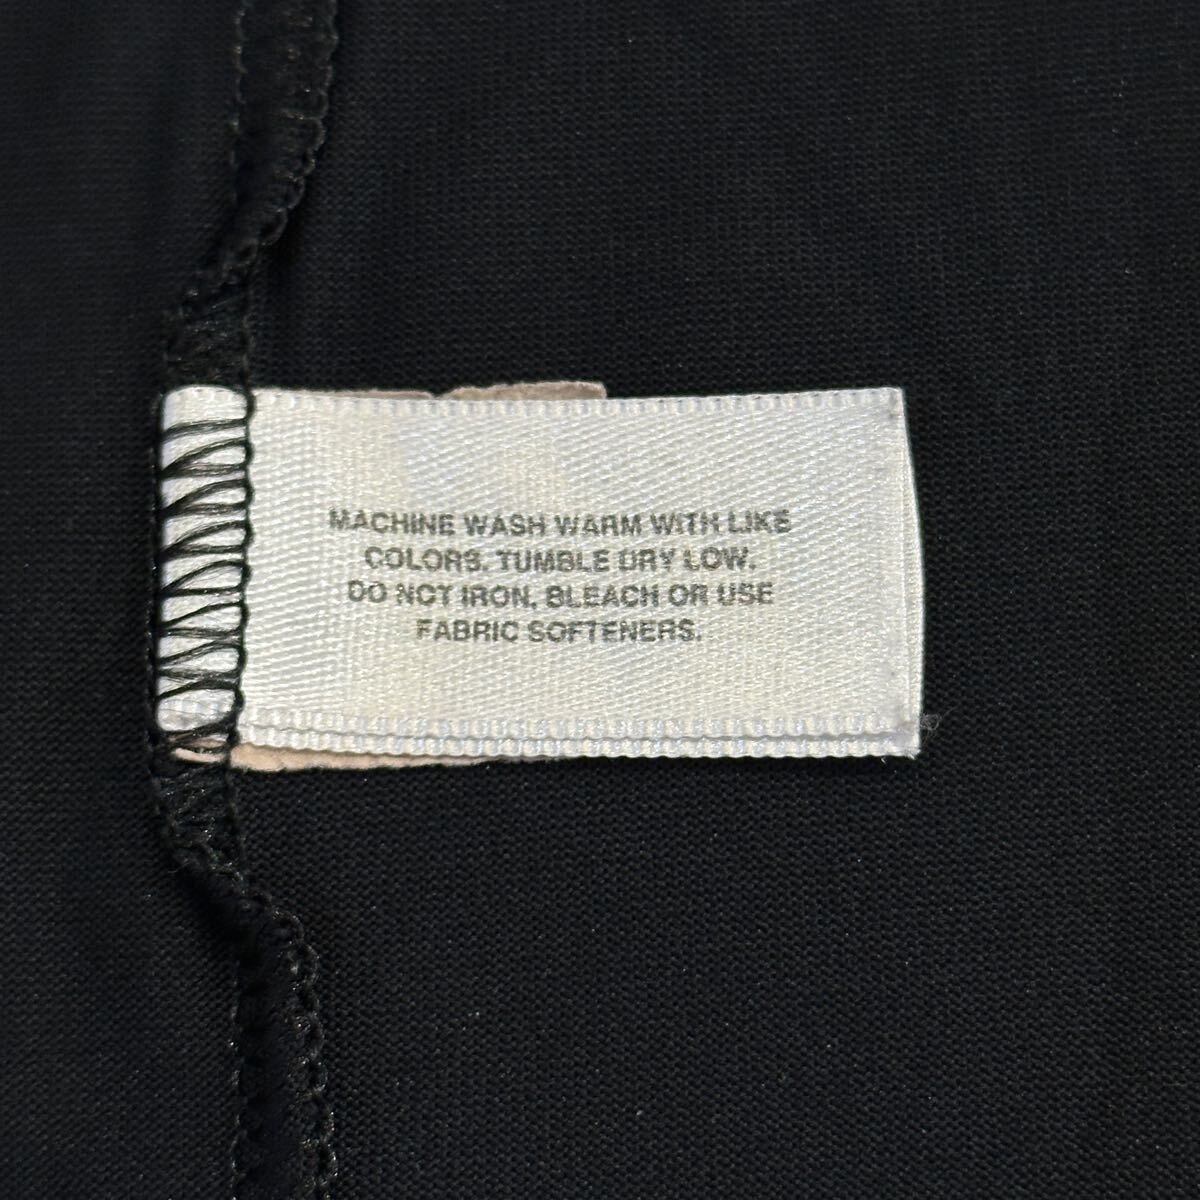 MACHINE WASH WARM WITH LIKE
COLORS. TUMBLE DRY LOW.
DO NOT IRON, BLEACH OR USE
FABRIC SOFTENERS.